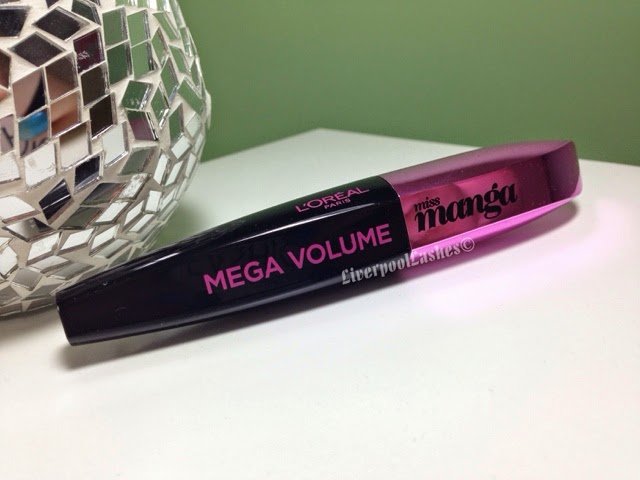 L'ORÉAL
PARIS
MEGA VOLUME
miss
manga
LiverpoolLashes©